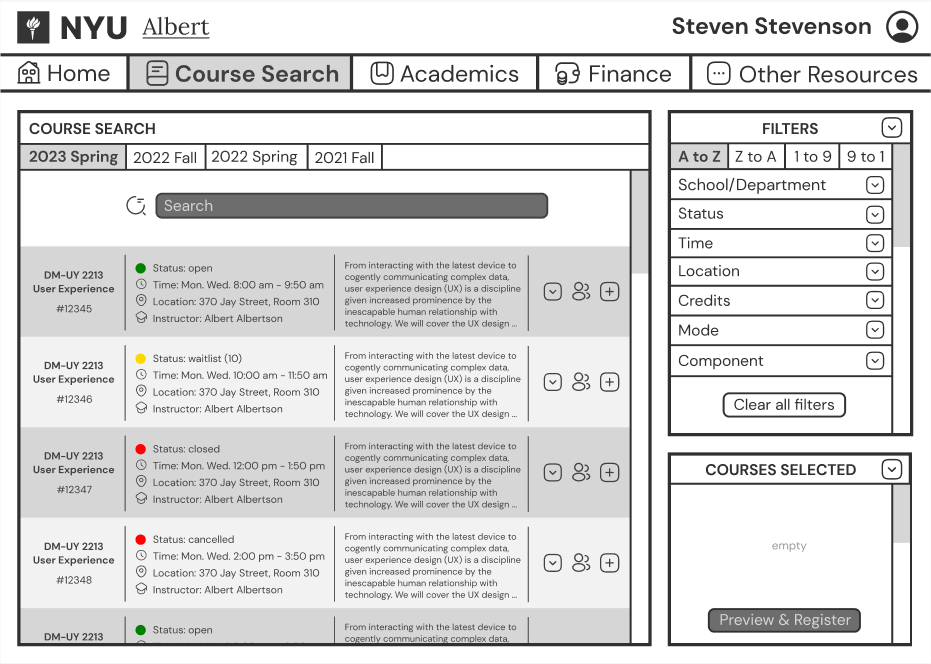 NYU Albert
Steven Stevenson
Home
Course Search
Academics
Finance
Other Resources
COURSE SEARCH
2023 Spring
2022 Fall
2022 Spring
2021 Fall
Search
DM-UY 2213
User Experience
#12345
Status: open
Time: Mon. Wed. 8:00 am - 9:50 am
Location: 370 Jay Street, Room 310
Instructor: Albert Albertson
From interacting with the latest device to
cogently communicating complex data,
user experience design (UX) is a discipline
given increased prominence by the
inescapable human relationship with
technology. We will cover the UX design ...
DM-UY 2213
User Experience
#12346
Status: waitlist (10)
Time: Mon. Wed. 10:00 am - 11:50 am
Location: 370 Jay Street, Room 310
Instructor: Albert Albertson
From interacting with the latest device to
cogently communicating complex data,
user experience design (UX) is a discipline
given increased prominence by the
inescapable human relationship with
technology. We will cover the UX design ...
DM-UY 2213
User Experience
#12347
Status: closed
Time: Mon. Wed. 12:00 pm - 1:50 pm
Location: 370 Jay Street, Room 310
Instructor: Albert Albertson
From interacting with the latest device to
cogently communicating complex data,
user experience design (UX) is a discipline
given increased prominence by the
inescapable human relationship with
technology. We will cover the UX design ...
DM-UY 2213
User Experience
#12348
Status: cancelled
Time: Mon. Wed. 2:00 pm - 3:50 pm
Location: 370 Jay Street, Room 310
Instructor: Albert Albertson
From interacting with the latest device to
cogently communicating complex data,
user experience design (UX) is a discipline
given increased prominence by the
inescapable human relationship with
technology. We will cover the UX design ...
DM-UY 2213
Status: open
From interacting with the latest device to
cogently communicating complex data,
FILTERS
A to Z
Z to A
1 to 9
9 to 1
School/Department
Status
Time
Location
Credits
Mode
Component
Clear all filters
COURSES SELECTED
empty
Preview & Register